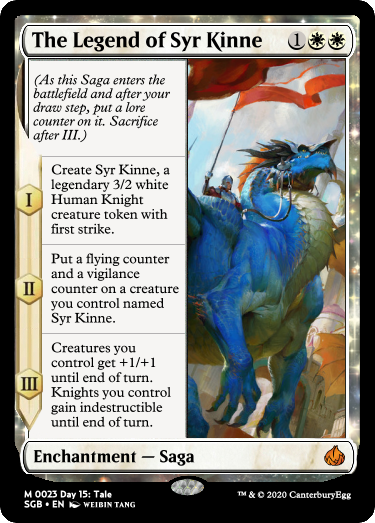 The Legend of Syr Kinne 1
(As this Saga enters the
battlefield and after your
draw step, put a lore
counter on it. Sacrifice
after III.)
I
Create Syr Kinne, a
legendary 3/2 white
Human Knight
creature token with
first strike.
II
Put a flying counter
and a vigilance
counter on a creature
you control named
Syr Kinne.
III
Creatures you
control get +1/+1
until end of turn.
Knights you control
gain indestructible
until end of turn.
Enchantment — Saga
M 0023 Day 15: Tale
SGB • EN WEIBIN TANG
™ & © 2020 CanterburyEgg